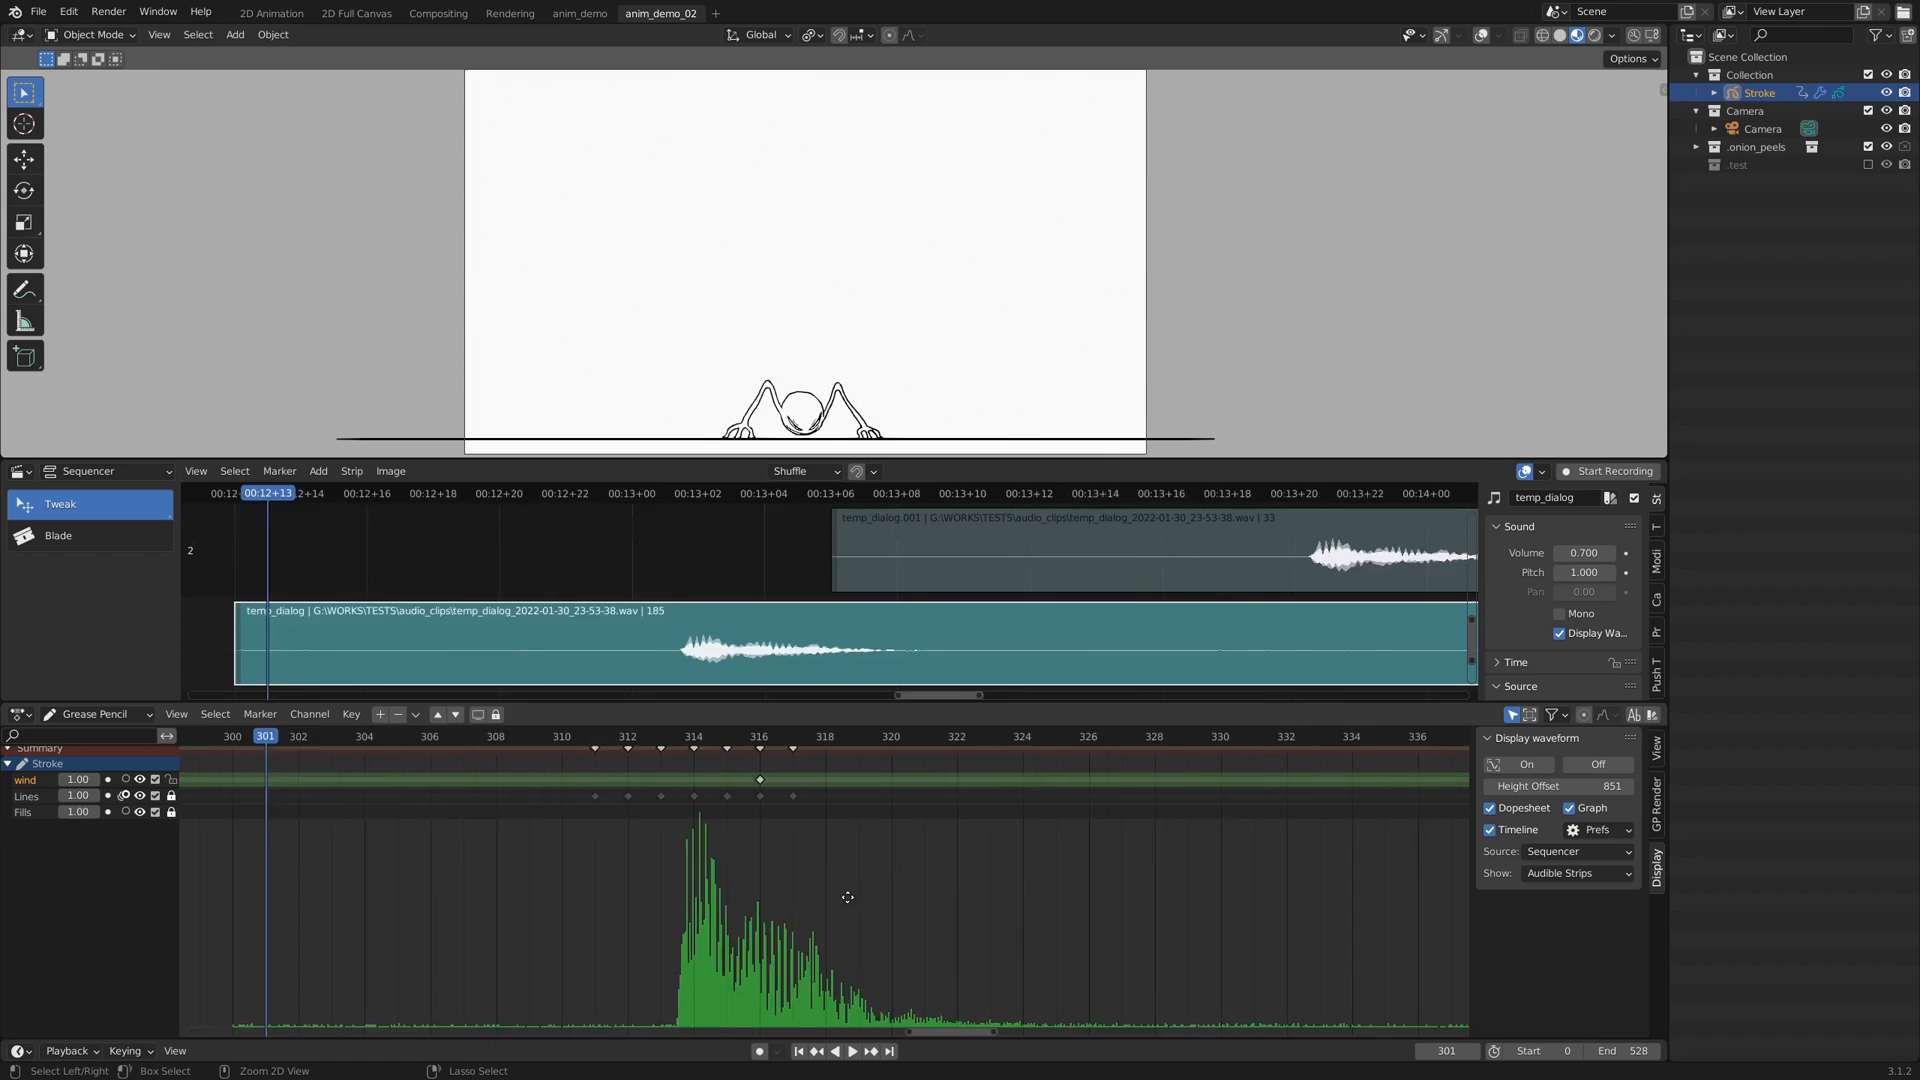 File Edit Render Window Help 2D Animation 2D Full Canvas Compositing Rendering anim_demo anim_demo_02 + Scene View Layer
Object Mode View Select Add Object Global
Options
Scene Collection
Collection
Stroke
Camera
Camera
.onion_peels
.test
Sequencer View Select Marker Add Strip Image Shuffle Start Recording
Tweak
Blade
00:12+13 2+14 00:12+16 00:12+18 00:12+20 00:12+22 00:13+00 00:13+02 00:13+04 00:13+06 00:13+08 00:13+10 00:13+12 00:13+14 00:13+16 00:13+18 00:13+20 00:13+22 00:14+00
2
temp_dialog.001 | G:\WORKS\TESTS\audio_clips\temp_dialog_2022-01-30_23-53-38.wav | 33
temp_dialog | G:\WORKS\TESTS\audio_clips\temp_dialog_2022-01-30_23-53-38.wav | 185
temp_dialog
Sound
Volume 0.700
Pitch 1.000
Pan 0.00
Mono
Display Wa...
Time
Source
St
T
Modi
Ca
Pr
Push T
Grease Pencil View Select Marker Channel Key
300 301 302 304 306 308 310 312 314 316 318 320 322 324 326 328 330 332 334 336
Summary
Stroke
wind 1.00
Lines 1.00
Fills 1.00
Display waveform
On Off
Height Offset 851
Dopesheet Graph
Timeline Prefs
Source: Sequencer
Show: Audible Strips
View
GP Render
Display
Playback Keying View 301 Start 0 End 528
Select Left/Right Box Select Zoom 2D View Lasso Select 3.1.2